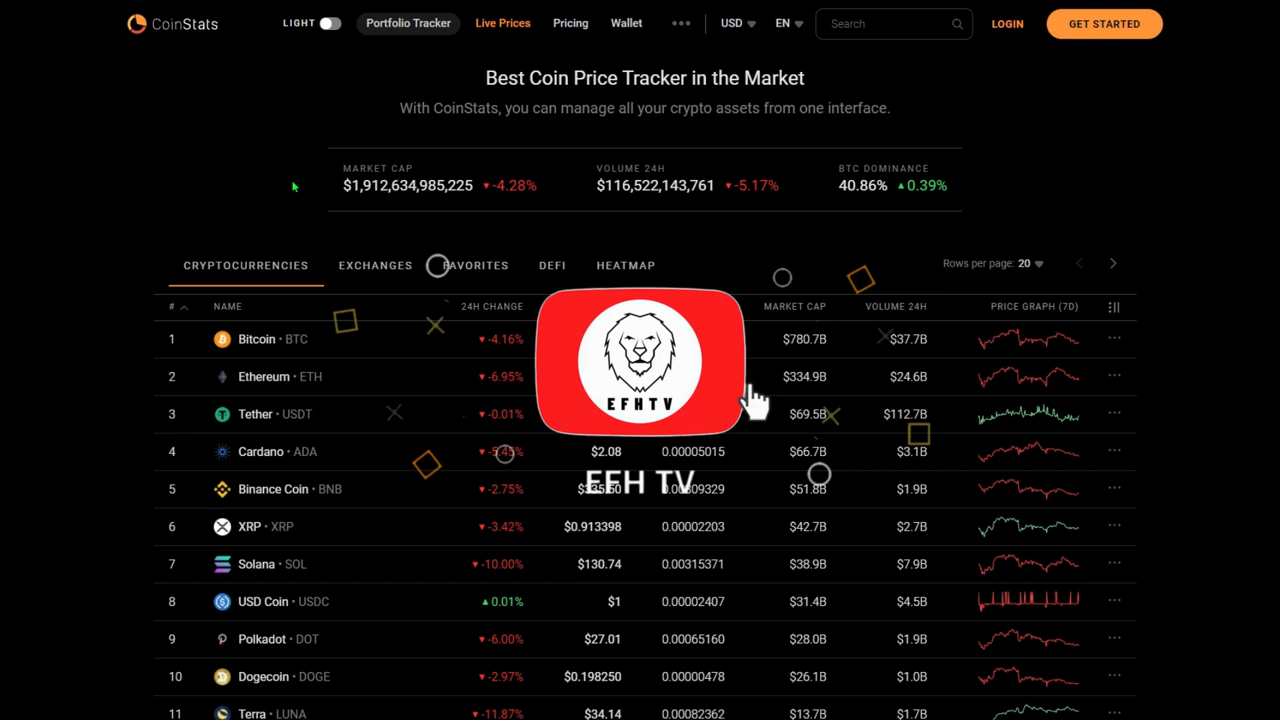 CoinStats LIGHT Portfolio Tracker Live Prices Pricing Wallet USD EN Search LOGIN GET STARTED
Best Coin Price Tracker in the Market
With CoinStats, you can manage all your crypto assets from one interface.
MARKET CAP VOLUME 24H BTC DOMINANCE
$1,912,634,985,225 -4.28% $116,522,143,761 -5.17% 40.86% 0.39%
CRYPTOCURRENCIES EXCHANGES FAVORITES DEFI HEATMAP Rows per page: 20
# NAME 24H CHANGE MARKET CAP VOLUME 24H PRICE GRAPH (7D)
1 Bitcoin • BTC -4.16% $780.7B $37.7B
2 Ethereum • ETH -6.95% $334.9B $24.6B
3 Tether • USDT -0.01% $69.5B $112.7B
EFHTV
4 Cardano • ADA -5.45% $2.08 0.00005015 $66.7B $3.1B
EFH TV
5 Binance Coin • BNB -2.75% $51.8B $1.9B
6 XRP • XRP -3.42% $0.913398 0.00002203 $42.7B $2.7B
7 Solana • SOL -10.00% $130.74 0.00315371 $38.9B $7.9B
8 USD Coin • USDC 0.01% $1 0.00002407 $31.4B $4.5B
9 Polkadot • DOT -6.00% $27.01 0.00065160 $28.0B $1.9B
10 Dogecoin • DOGE -2.97% $0.198250 0.00000478 $26.1B $1.0B
11 Terra • LUNA -11.87% $34.14 0.00082362 $13.7B $1.7B